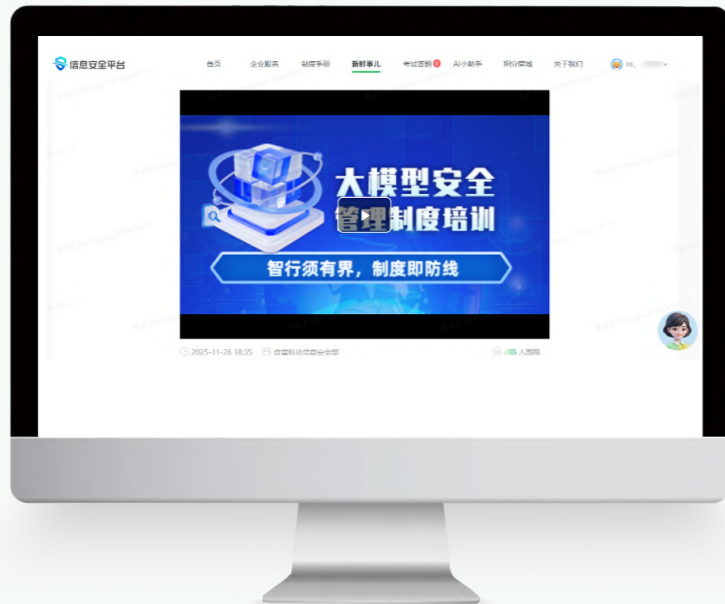 信息安全平台
首页 企业服务 制度手册 新鲜事儿 考试答题 AI小助手 积分商城 关于我们 Hi,
大模型安全
管理制度培训
智行须有界，制度即防线
2025-11-26 18:35
人围观